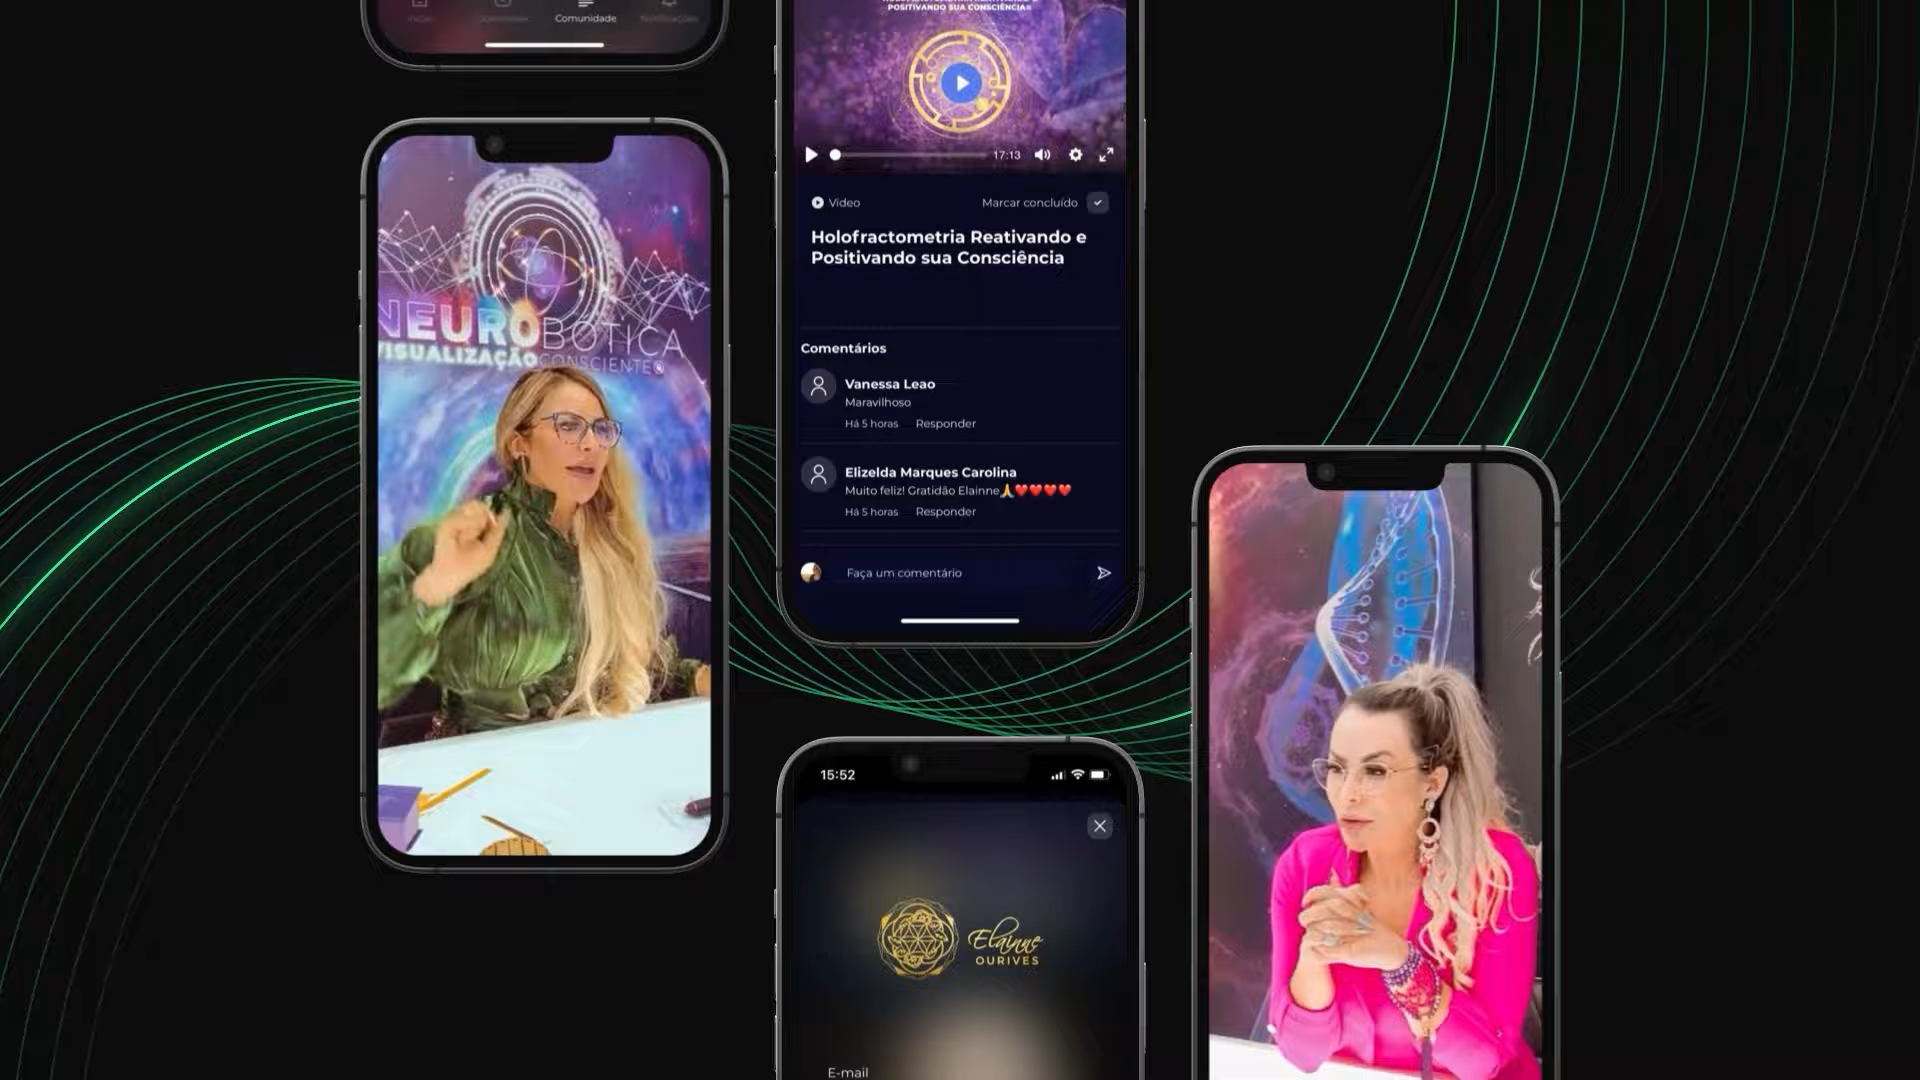 Comunidade
Notificações
NEUROBÓTICA
VISUALIZAÇÃO CONSCIENTE®
POSITIVANDO SUA CONSCIÊNCIA®
17:13
Vídeo
Marcar concluído
Holofractometria Reativando e
Positivando sua Consciência
Comentários
Vanessa Leao
Maravilhoso
Há 5 horas Responder
Elizelda Marques Carolina
Muito feliz! Gratidão Elainne🙏❤️❤️❤️❤️
Há 5 horas Responder
Faça um comentário
15:52
Elainne
OURIVES
E-mail